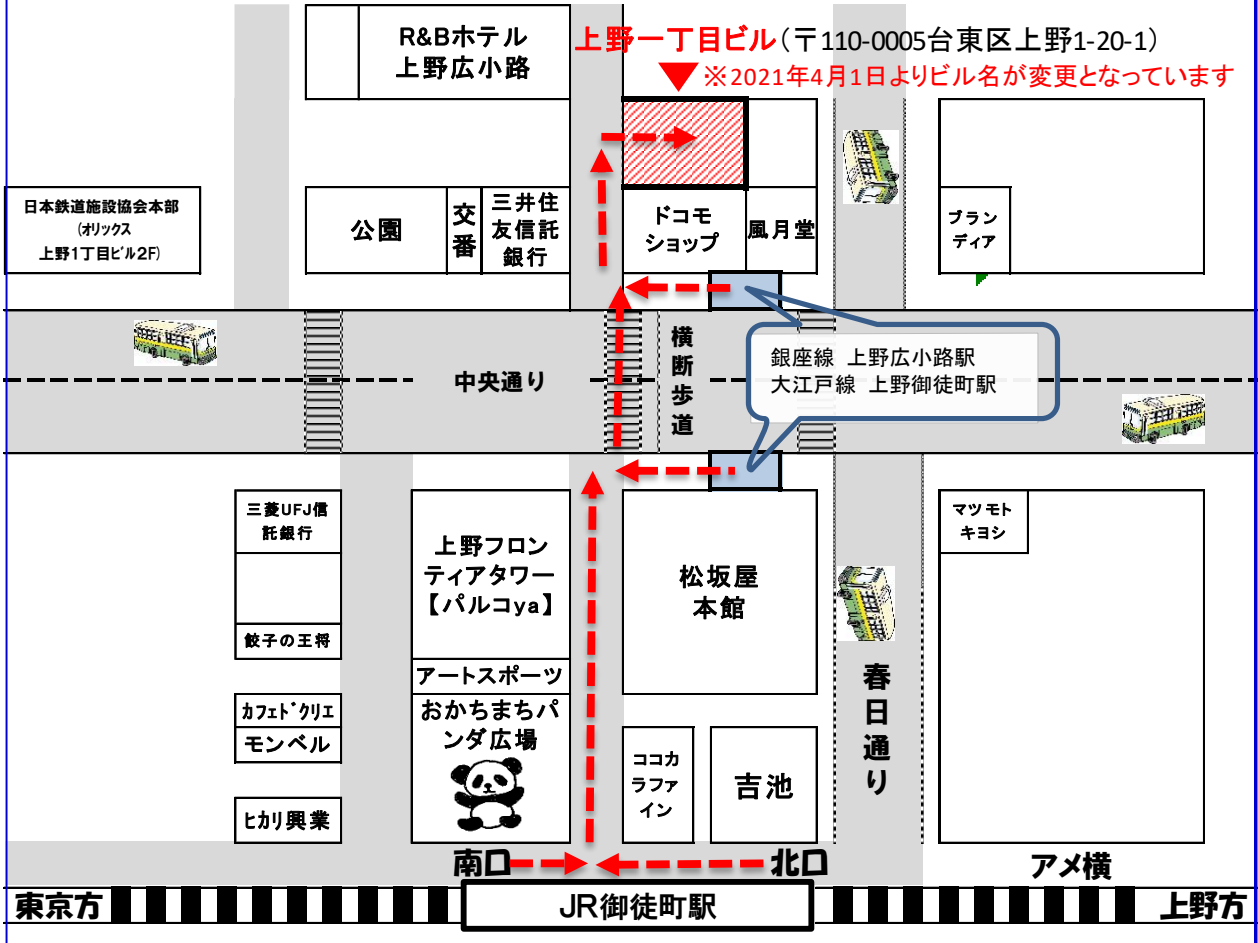 R&Bホテル
上野広小路
上野一丁目ビル(〒110-0005台東区上野1-20-1)
※2021年4月1日よりビル名が変更となっています
日本鉄道施設協会本部
(ｵﾘｯｸｽ
上野1丁目ﾋﾞﾙ2F)
公園
交
番
三井住
友信託
銀行
ドコモ
ショップ
風月堂
ブラン
ディア
中央通り
横
断
歩
道
銀座線 上野広小路駅
大江戸線 上野御徒町駅
三菱UFJ信
託銀行
餃子の王将
ｶﾌｪﾄﾞｸﾘｴ
モンベル
ﾋｶﾘ興業
上野フロン
ティアタワー
【パルコya】
アートスポーツ
おかちまちパ
ンダ広場
松坂屋
本館
ココカ
ラファ
イン
吉池
春
日
通
り
マツモト
キヨシ
南口
北口
アメ横
東京方
JR御徒町駅
上野方